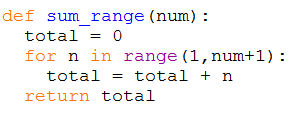 def sum_range(num):
  total = 0
  for n in range(1,num+1):
    total = total + n
  return total